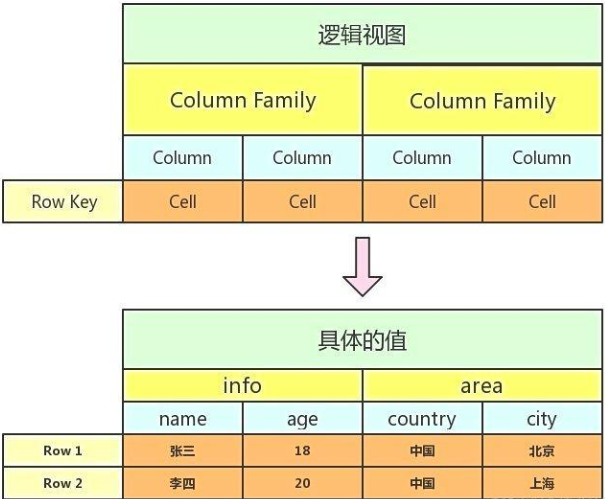 逻辑视图
Column Family Column Family
Column Column Column Column
Row Key Cell Cell Cell Cell
具体的值
info area
name age country city
Row 1 张三 18 中国 北京
Row 2 李四 20 中国 上海